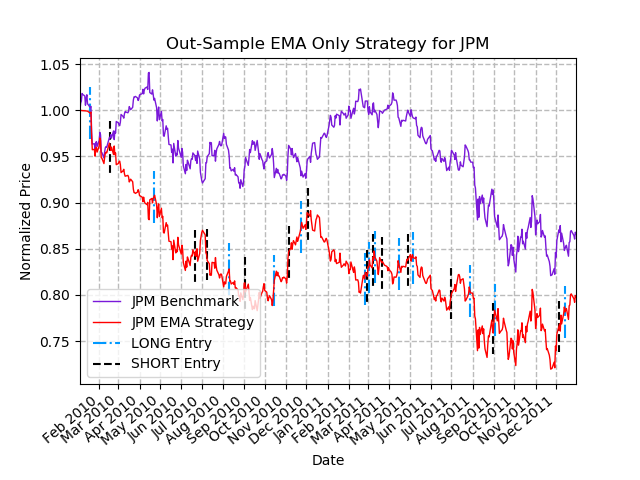 Out-Sample EMA Only Strategy for JPM
Normalized Price
1.05
1.00
0.95
0.90
0.85
0.80
0.75
JPM Benchmark
JPM EMA Strategy
LONG Entry
SHORT Entry
Feb 2010
Mar 2010
Apr 2010
May 2010
Jun 2010
Jul 2010
Aug 2010
Sep 2010
Oct 2010
Nov 2010
Dec 2010
Jan 2011
Feb 2011
Mar 2011
Apr 2011
May 2011
Jun 2011
Jul 2011
Aug 2011
Sep 2011
Oct 2011
Nov 2011
Dec 2011
Date